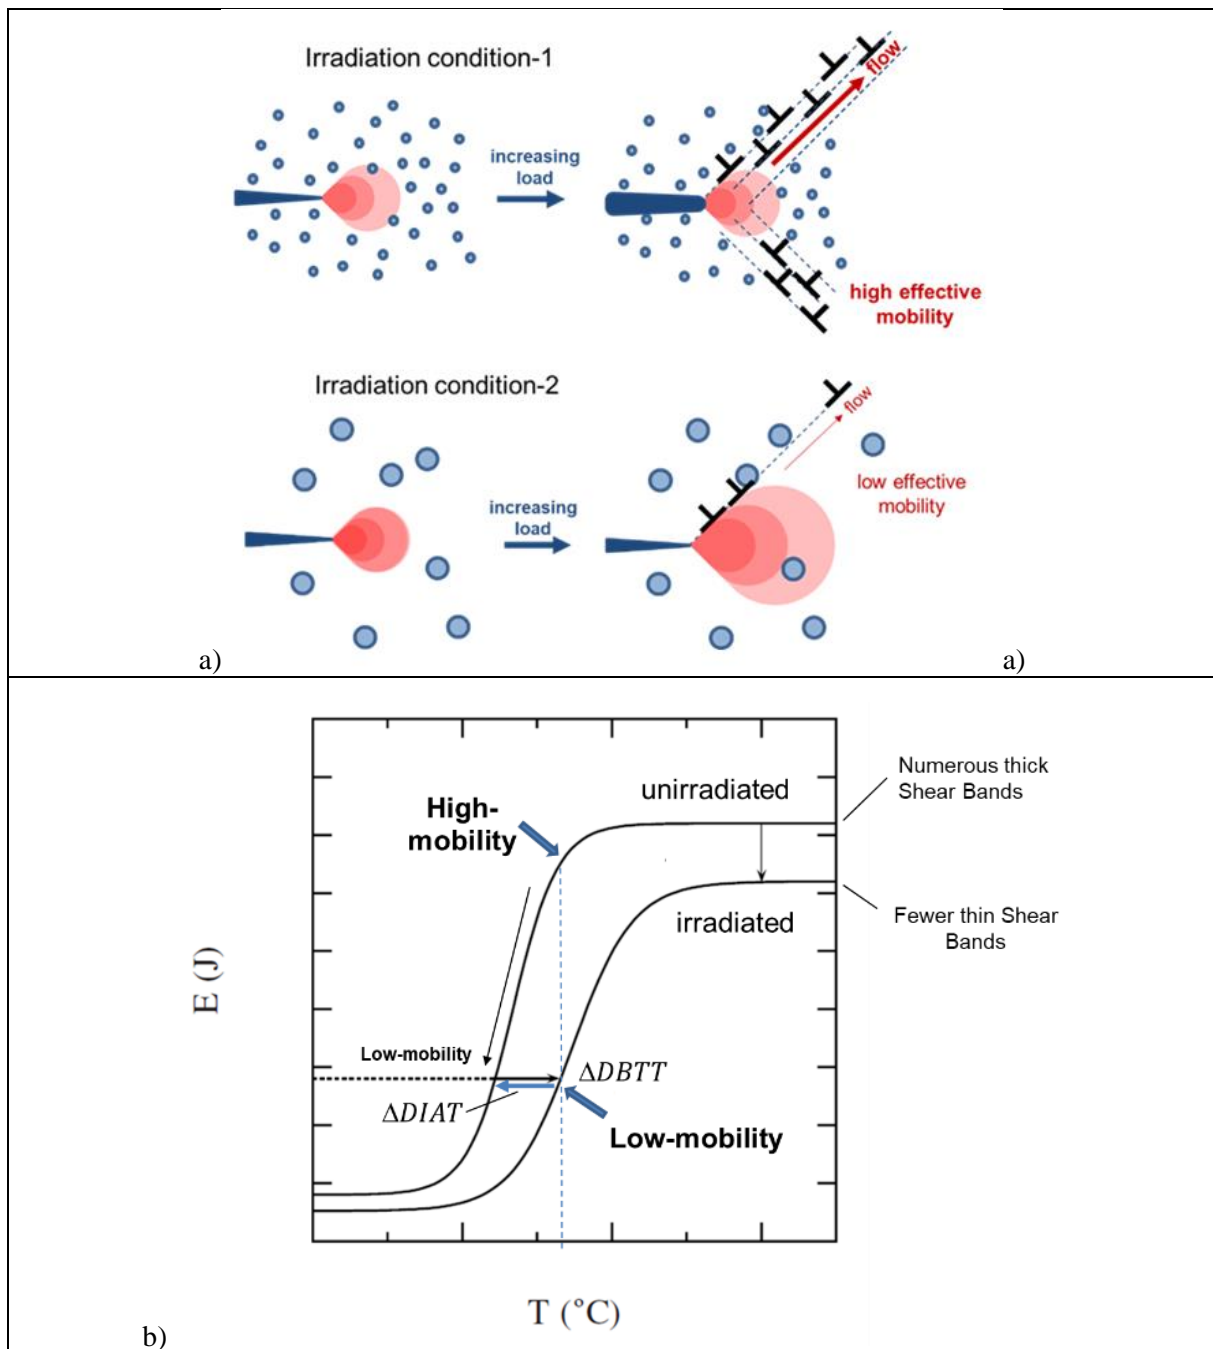 Irradiation condition-1
increasing
load
flow
high effective
mobility
Irradiation condition-2
increasing
load
flow
low effective
mobility
a)
a)
unirradiated
Numerous thick
Shear Bands
High-
mobility
irradiated
Fewer thin Shear
Bands
E (J)
Low-mobility
ΔDBTT
ΔDIAT
Low-mobility
T (°C)
b)